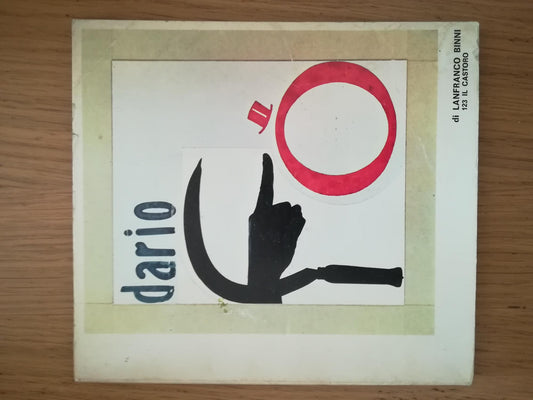 dario
di LANFRANCO BINNI
123 IL CASTORO